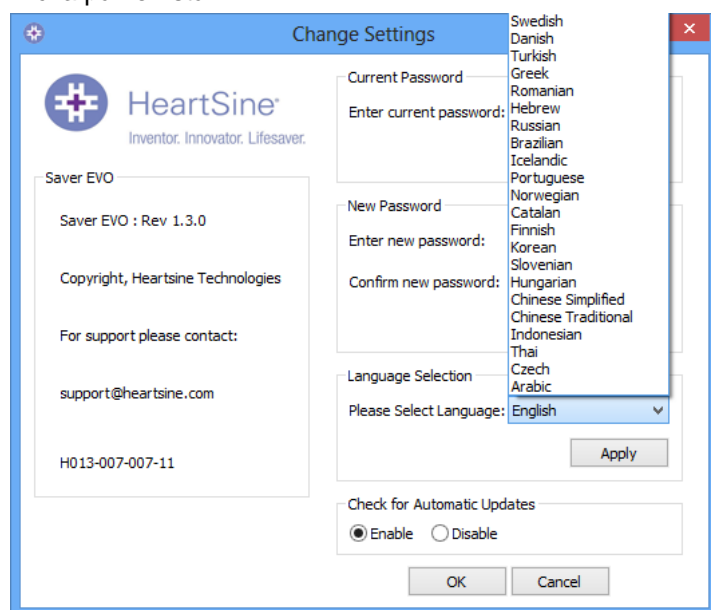 Change Settings
HeartSine
Inventor. Innovator. Lifesaver.
Saver EVO
Saver EVO : Rev 1.3.0
Copyright, Heartsine Technologies
For support please contact:
support@heartsine.com
H013-007-007-11
Current Password
Enter current password:
New Password
Enter new password:
Confirm new password:
Swedish
Danish
Turkish
Greek
Romanian
Hebrew
Russian
Brazilian
Icelandic
Portuguese
Norwegian
Catalan
Finnish
Korean
Slovenian
Hungarian
Chinese Simplified
Chinese Traditional
Indonesian
Thai
Czech
Arabic
Language Selection
Please Select Language: English
Apply
Check for Automatic Updates
Enable Disable
OK Cancel